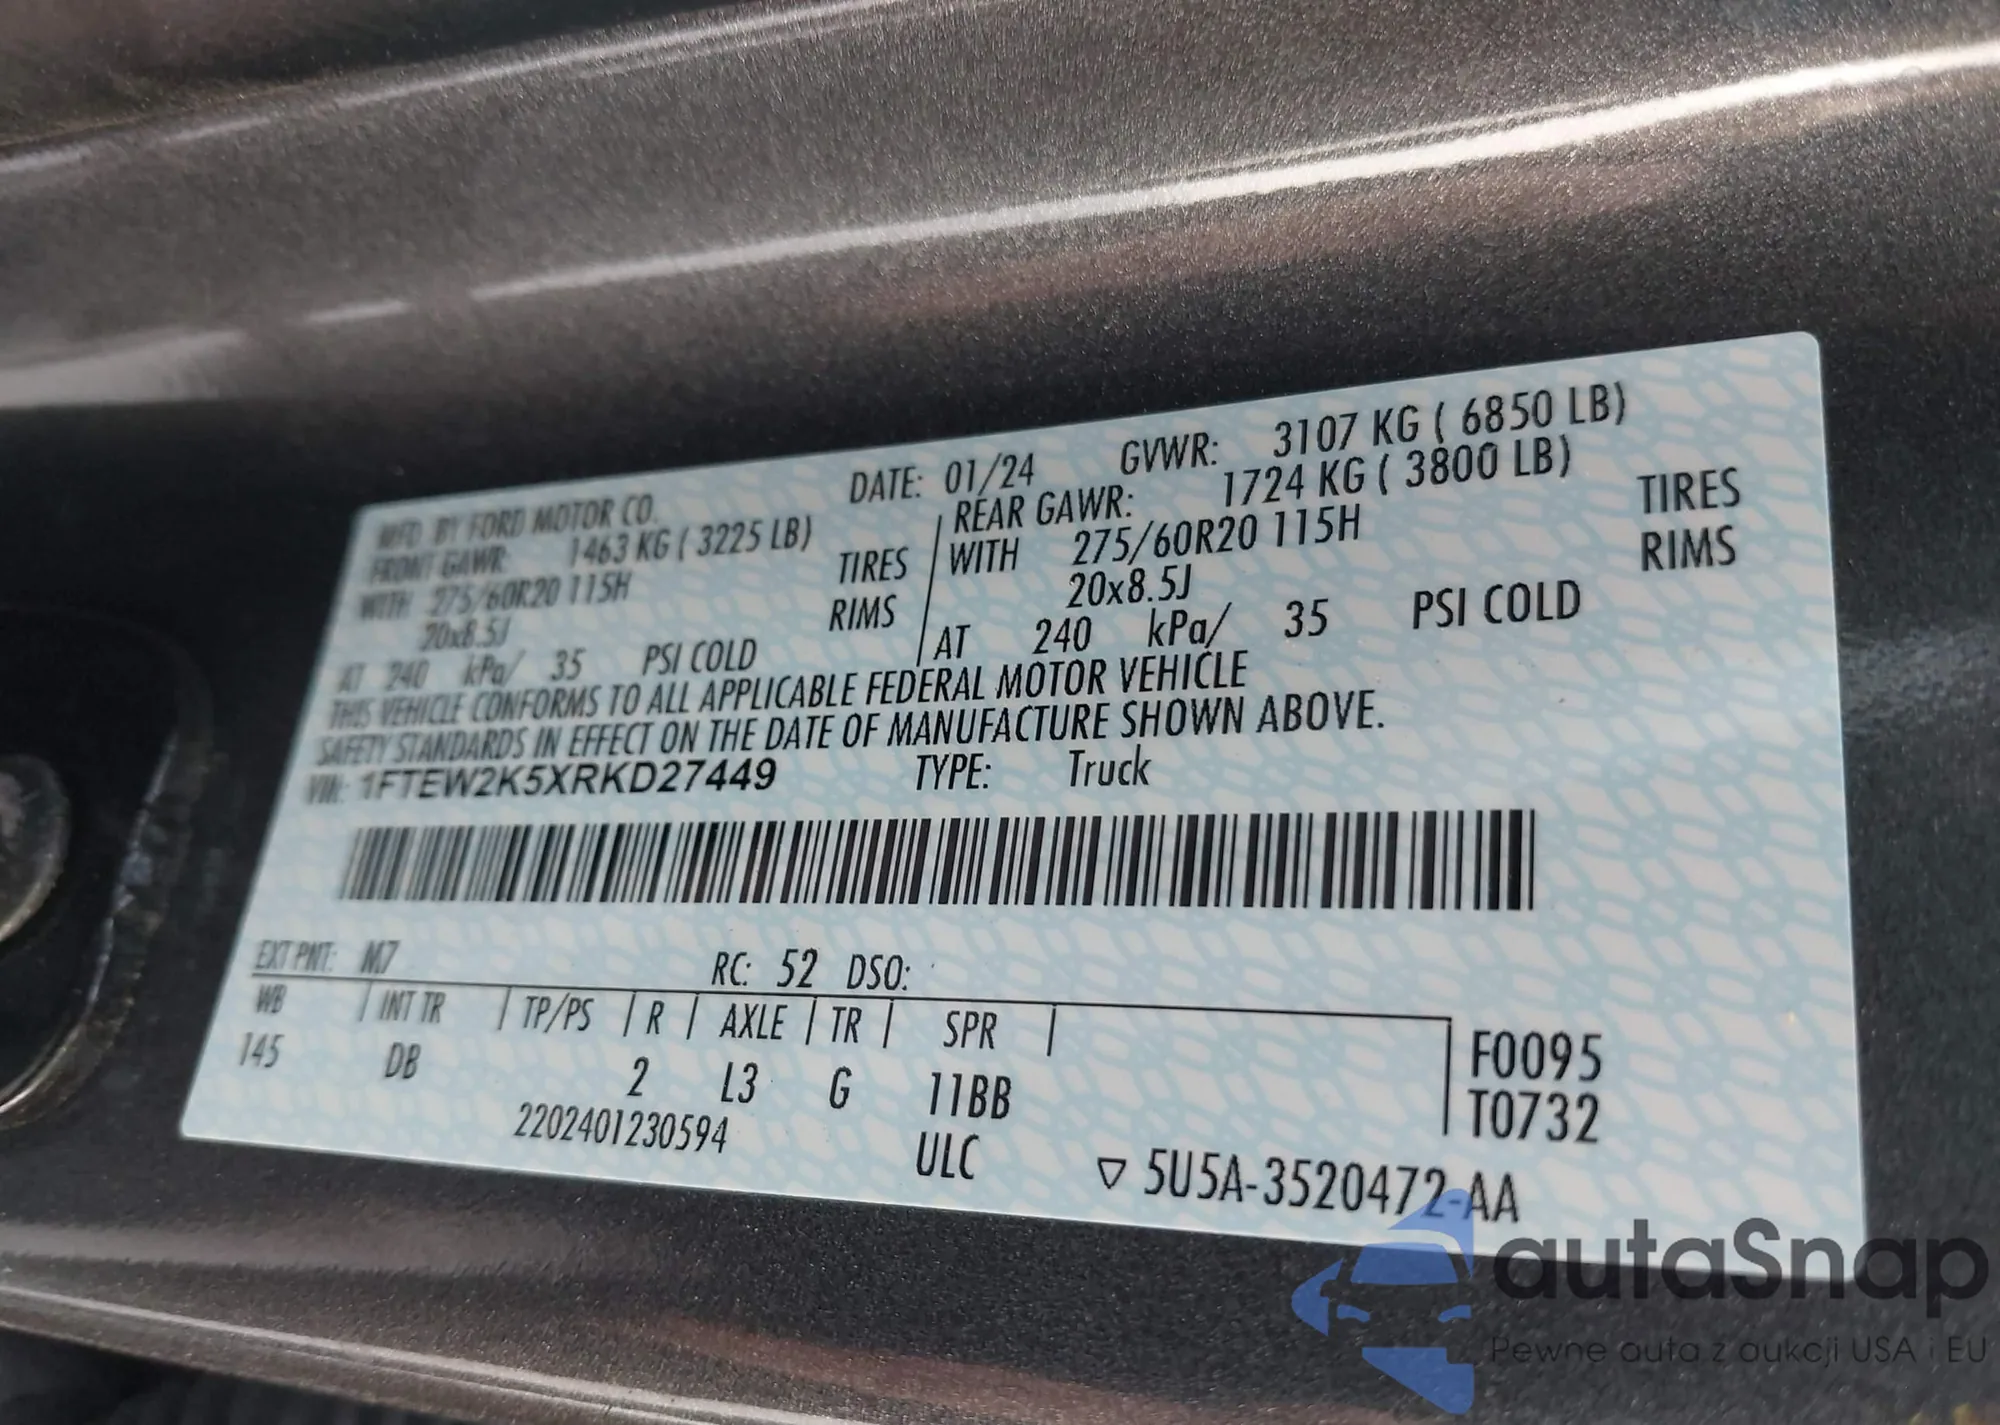 MFD. BY FORD MOTOR CO.
DATE: 01/24 GVWR: 3107 KG ( 6850 LB)
FRONT GAWR: 1463 KG ( 3225 LB) REAR GAWR: 1724 KG ( 3800 LB)
WITH 275/60R20 115H TIRES WITH 275/60R20 115H TIRES
20x8.5J RIMS 20x8.5J RIMS
AT 240 kPa/ 35 PSI COLD AT 240 kPa/ 35 PSI COLD
THIS VEHICLE CONFORMS TO ALL APPLICABLE FEDERAL MOTOR VEHICLE
SAFETY STANDARDS IN EFFECT ON THE DATE OF MANUFACTURE SHOWN ABOVE.
VIN: 1FTEW2K5XRKD27449 TYPE: Truck
EXT PNT: M7 RC: 52 DSO:
WB | INT TR | TP/PS | R | AXLE | TR | SPR |
145 DB 2 L3 G 11BB
F0095
T0732
2202401230594 ULC ▽ 5U5A-3520472-AA
autaSnap
Pewne auta z aukcji USA i EU